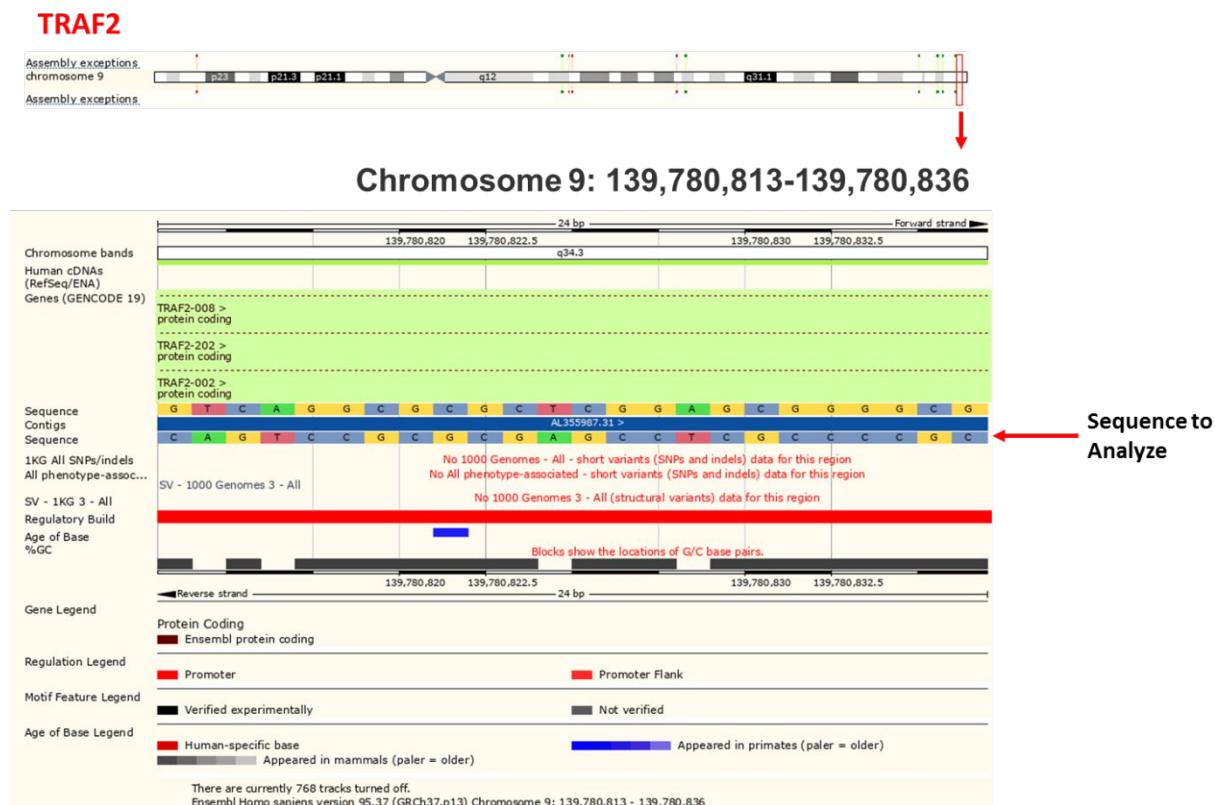 TRAF2
Assembly exceptions
chromosome 9 p23 p21.3 p21.1 q12 q31.1
Assembly exceptions
Chromosome 9: 139,780,813-139,780,836
24 bp Forward strand
139,780,820 139,780,822.5 139,780,830 139,780,832.5
Chromosome bands q34.3
Human cDNAs
(RefSeq/ENA)
Genes (GENCODE 19)
TRAF2-008 >
protein coding
TRAF2-202 >
protein coding
TRAF2-002 >
protein coding
Sequence G T C A G G C G C G C T C G G A G C G G G G C G
Contigs AL355987.31 >
Sequence C A G T C C G C G C G A G C C T C G C C C C G C
Sequence to
Analyze
1KG All SNPs/indels No 1000 Genomes - All - short variants (SNPs and indels) data for this region
All phenotype-assoc... No All phenotype-associated - short variants (SNPs and indels) data for this region
SV - 1000 Genomes 3 - All
SV - 1KG 3 - All No 1000 Genomes 3 - All (structural variants) data for this region
Regulatory Build
Age of Base
%GC Blocks show the locations of G/C base pairs.
139,780,820 139,780,822.5 139,780,830 139,780,832.5
Reverse strand 24 bp
Gene Legend
Protein Coding
Ensembl protein coding
Regulation Legend
Promoter Promoter Flank
Motif Feature Legend
Verified experimentally Not verified
Age of Base Legend
Human-specific base Appeared in primates (paler = older)
Appeared in mammals (paler = older)
There are currently 768 tracks turned off.
Ensembl Homo sapiens version 95.37 (GRCh37.p13) Chromosome 9: 139,780,813 - 139,780,836